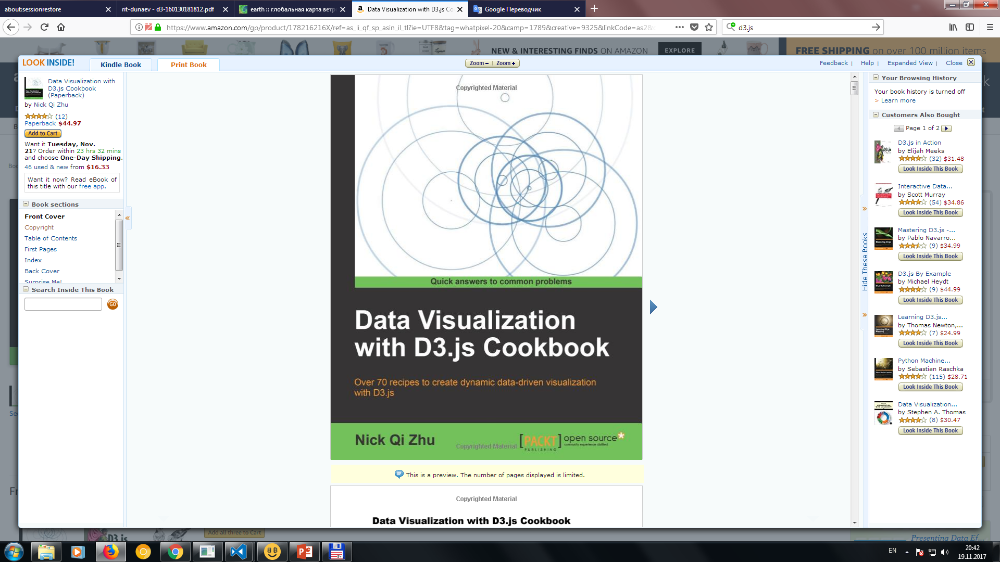 about:sessionrestore
rit-dunaev - d3-160130181812.pdf
earth :: глобальная карта ветр
Data Visualization with D3.js Co
Google Переводчик
https://www.amazon.com/gp/product/178216216X/ref=as_li_qf_sp_asin_il_tl?ie=UTF8&tag=whatpixel-20&camp=1789&creative=9325&linkCode=as2&
d3.js
NEW & INTERESTING FINDS ON AMAZON EXPLORE
FREE SHIPPING on over 100 million items
LOOK INSIDE!
Kindle Book
Print Book
Zoom – Zoom +
Feedback | Help | Expanded View | Close
Data Visualization with
D3.js Cookbook
(Paperback)
by Nick Qi Zhu
(12)
Paperback $44.97
Add to Cart
Want it Tuesday, Nov.
21? Order within 23 hrs 32 mins
and choose One-Day Shipping.
46 used & new from $16.33
Want it now? Read eBook of
this title with our free app.
Book sections
Front Cover
Copyright
Table of Contents
First Pages
Index
Back Cover
Surprise Me!
Search Inside This Book
GO
Copyrighted Material
Quick answers to common problems
Data Visualization
with D3.js Cookbook
Over 70 recipes to create dynamic data-driven visualization
with D3.js
Nick Qi Zhu
Copyrighted Material
[PACKT]
PUBLISHING
open source*
community experience distilled
This is a preview. The number of pages displayed is limited.
Copyrighted Material
Data Visualization with D3.js Cookbook
Hide These Books
Your Browsing History
Your book history is turned off
> Learn more
Customers Also Bought
Page 1 of 2
D3.js in Action
by Elijah Meeks
(32) $31.48
Look Inside This Book
Interactive Data...
by Scott Murray
(54) $34.86
Look Inside This Book
Mastering D3.js -...
by Pablo Navarro...
(9) $34.99
Look Inside This Book
D3.js By Example
by Michael Heydt
(9) $44.99
Look Inside This Book
Learning D3.js...
by Thomas Newton,...
(7) $24.99
Look Inside This Book
Python Machine...
by Sebastian Raschka
(115) $28.71
Look Inside This Book
Data Visualization...
by Stephen A. Thomas
(8) $30.47
Look Inside This Book
Add all three to Cart
Presenting Data Ef...
EN
20:42
19.11.2017